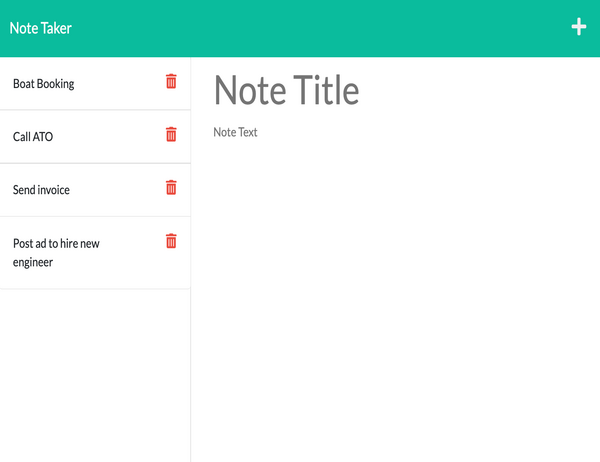 Note Taker
Boat Booking
Call ATO
Send invoice
Post ad to hire new
engineer
Note Title
Note Text